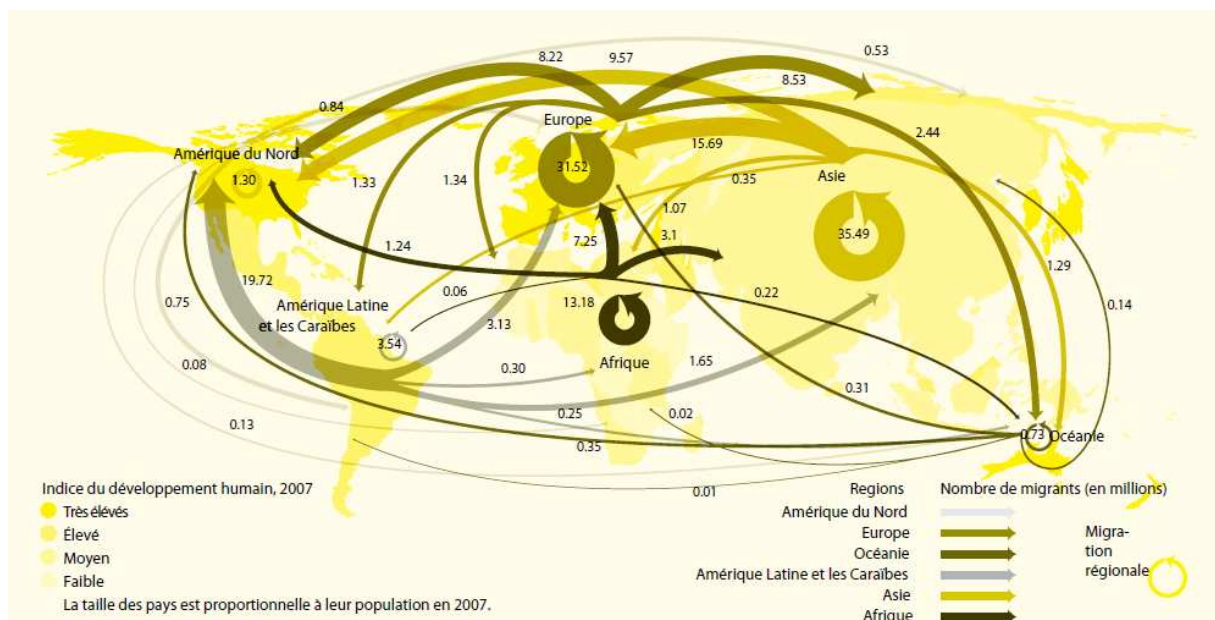 8.22
9.57
0.53
0.84
8.53
Europe
2.44
Amérique du Nord
15.69
31.52
Asie
1.30
1.33
1.34
0.35
1.07
35.49
7.25
3.1
1.24
1.29
19.72
0.06
0.22
0.14
0.75
Amérique Latine
et les Caraïbes
13.18
3.13
3.54
Afrique
1.65
0.08
0.30
0.31
0.25
0.02
0.13
0.35
0.73
Océanie
0.01
Indice du développement humain, 2007
Très élévés
Élevé
Moyen
Faible
La taille des pays est proportionnelle à leur population en 2007.
Regions
Nombre de migrants (en millions)
Amérique du Nord
Europe
Océanie
Amérique Latine et les Caraïbes
Asie
Afrique
Migra-
tion
régionale